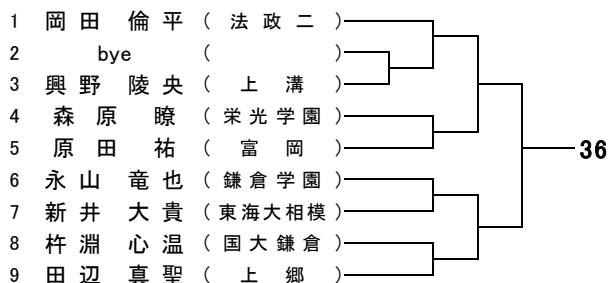 1 岡田 倫平 ( 法政二 )
2 bye ( )
3 興野 陵央 ( 上溝 )
4 森原 瞭 ( 栄光学園 )
5 原田 祐 ( 富岡 )
36
6 永山 竜也 ( 鎌倉学園 )
7 新井 大貴 ( 東海大相模 )
8 杵淵 心温 ( 国大鎌倉 )
9 田辺 真聖 ( 上郷 )